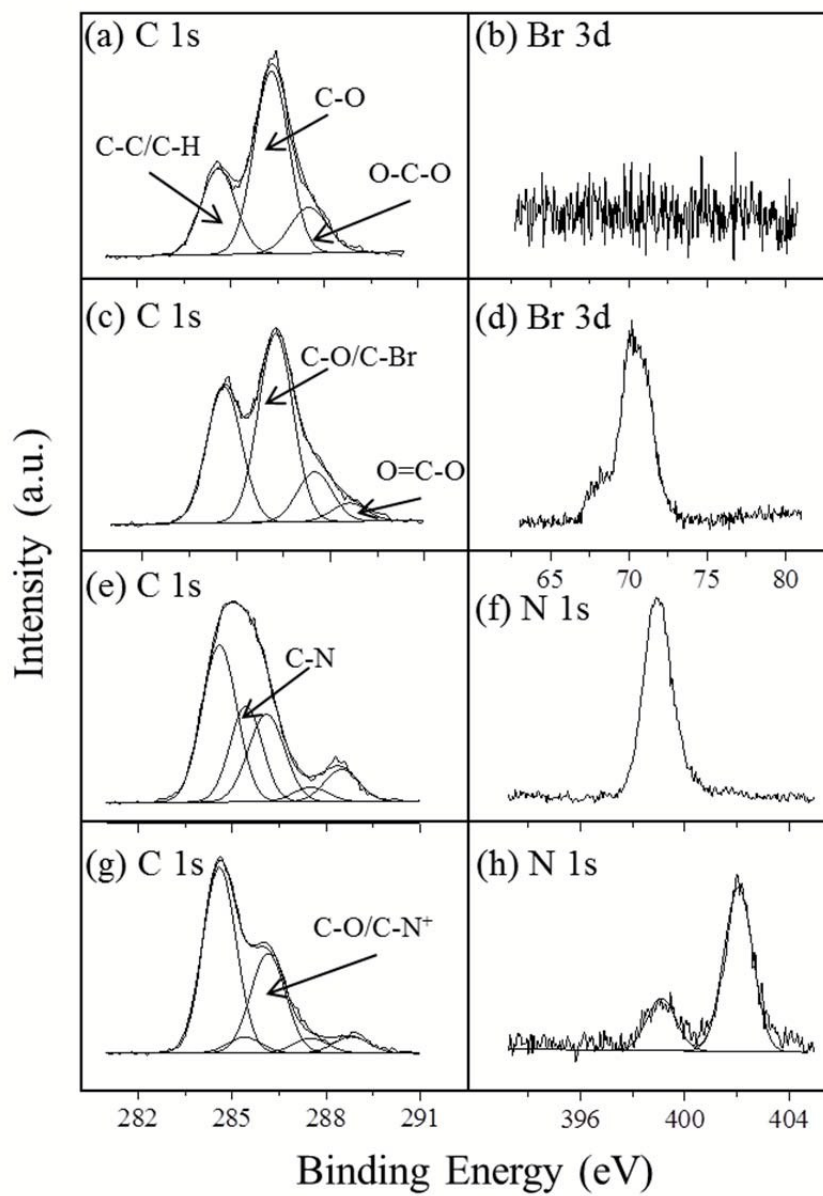 (a) C 1s
C-O
C-C/C-H
O-C-O
(b) Br 3d
(c) C 1s
C-O/C-Br
O=C-O
(d) Br 3d
65 70 75 80
(e) C 1s
C-N
(f) N 1s
(g) C 1s
C-O/C-N⁺
(h) N 1s
282 285 288 291
396 400 404
Intensity (a.u.)
Binding Energy (eV)